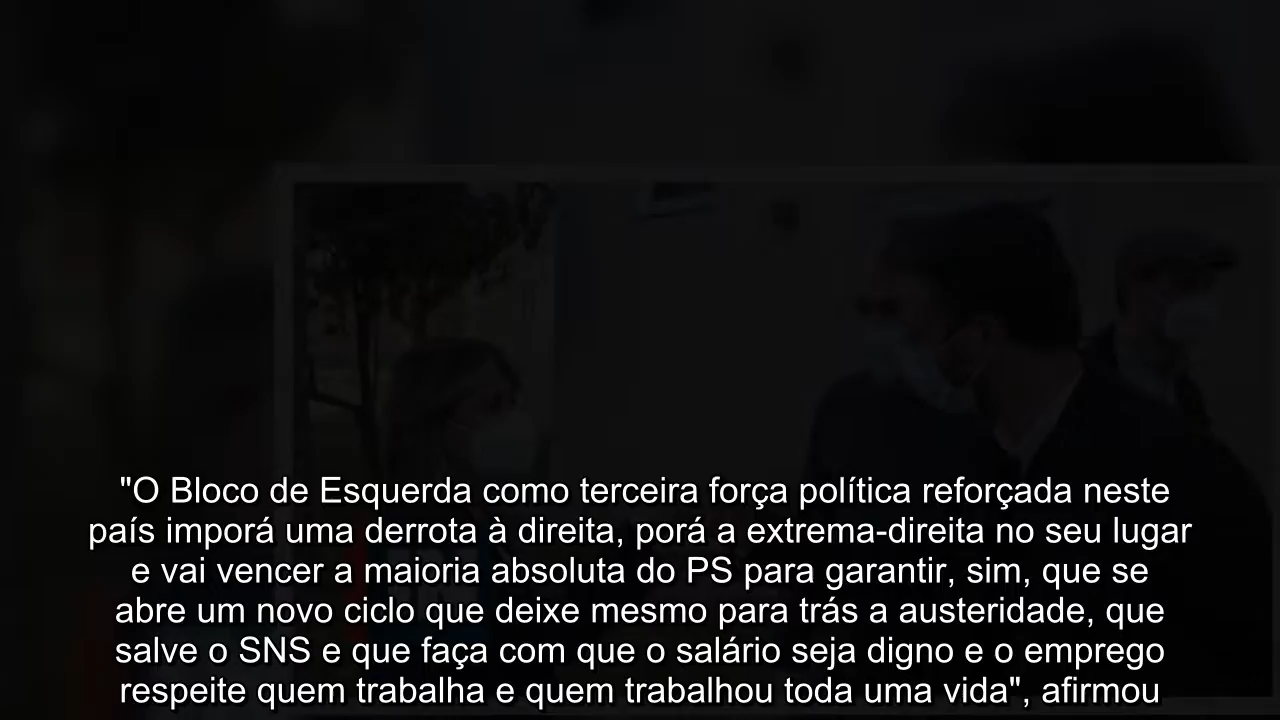 "O Bloco de Esquerda como terceira força política reforçada neste
país imporá uma derrota à direita, porá a extrema-direita no seu lugar
e vai vencer a maioria absoluta do PS para garantir, sim, que se
abre um novo ciclo que deixe mesmo para trás a austeridade, que
salve o SNS e que faça com que o salário seja digno e o emprego
respeite quem trabalha e quem trabalhou toda uma vida", afirmou